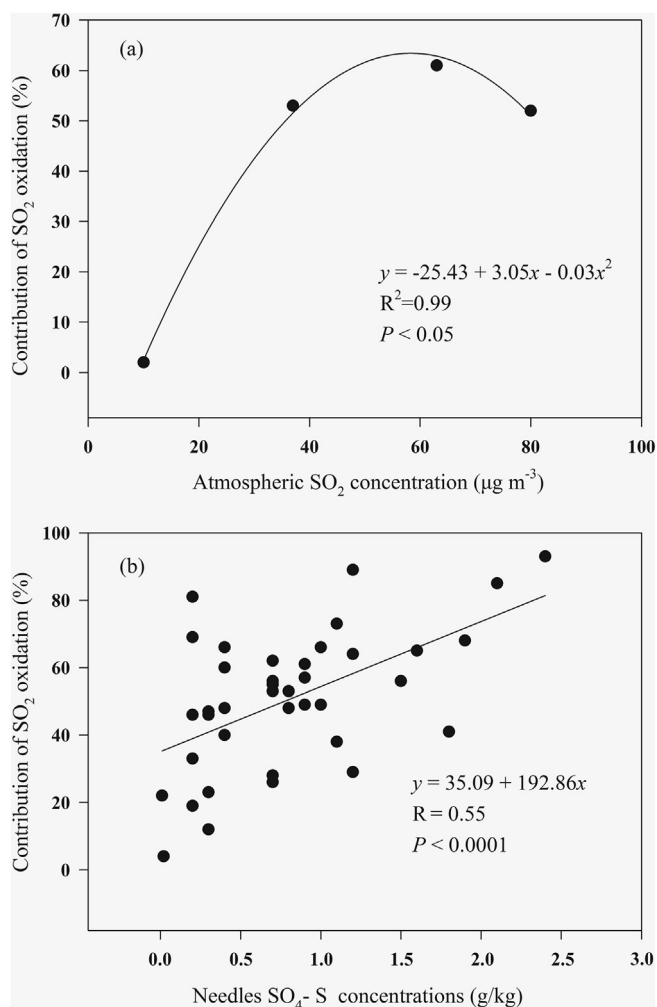 70
60
50
40
30
20
10
0
Contribution of SO2 oxidation (%)
(a)
y = -25.43 + 3.05x - 0.03x²
R²=0.99
P < 0.05
0 20 40 60 80 100
Atmospheric SO2 concentration (µg m⁻³)
100
80
60
40
20
0
Contribution of SO2 oxidation (%)
(b)
y = 35.09 + 192.86x
R = 0.55
P < 0.0001
0.0 0.5 1.0 1.5 2.0 2.5 3.0
Needles SO4- S concentrations (g/kg)